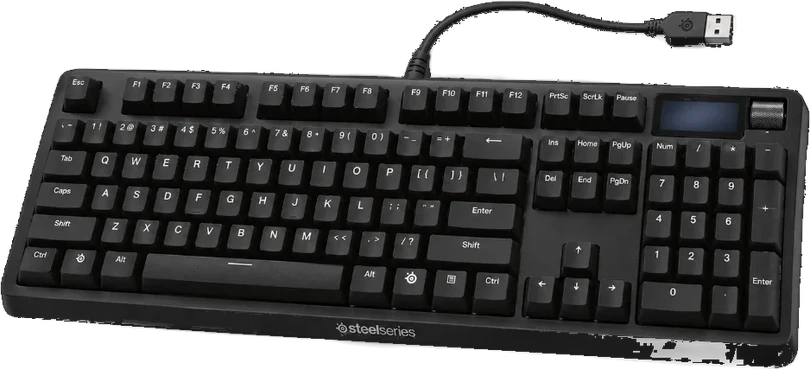 Esc F1 F2 F3 F4 F5 F6 F7 F8 F9 F10 F11 F12 PrtSc ScrLk Pause
` ~ 1! 2@ 3# 4$ 5% 6^ 7& 8* 9( 0) - _ = + ← Ins Home PgUp Num / * -
Tab Q W E R T Y U I O P [{ ]} \| Del End PgDn 7 8 9 +
Caps A S D F G H J K L ;: '" Enter 4 5 6
Shift Z X C V B N M ,< .> /? Shift ↑ 1 2 3 Enter
Ctrl Alt Alt Ctrl ← ↓ → 0 .
steelseries